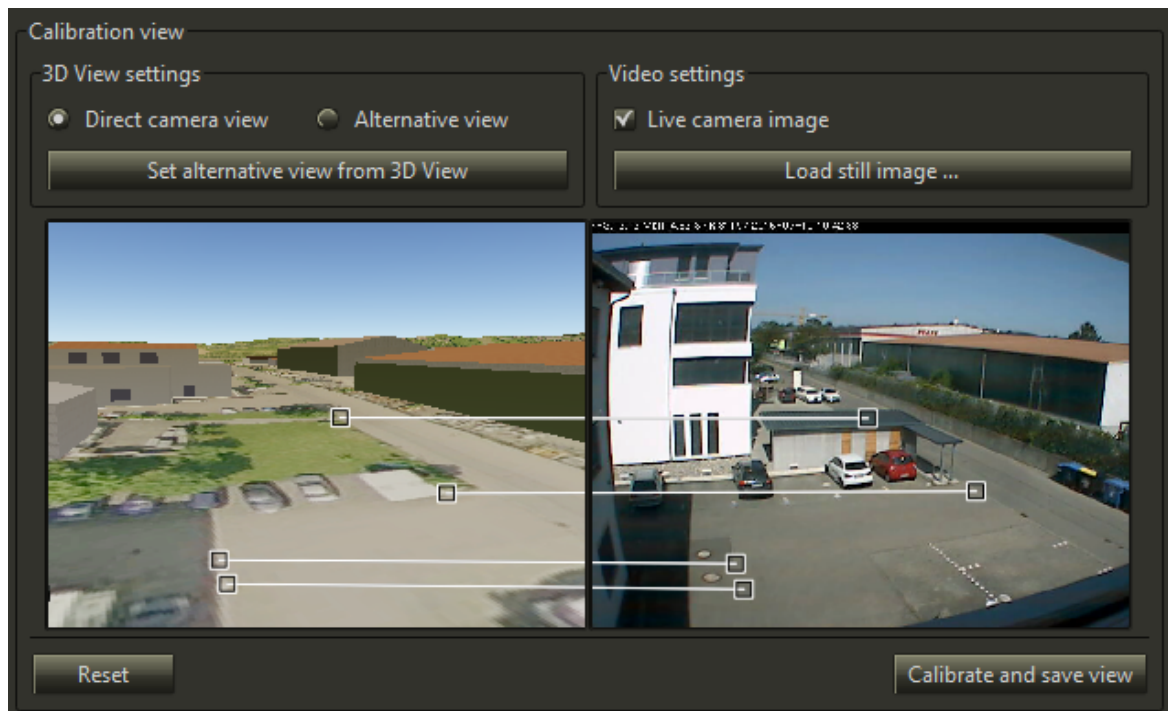 Calibration view
3D View settings
Direct camera view
Alternative view
Set alternative view from 3D View
Video settings
Live camera image
Load still image ...
Reset
Calibrate and save view